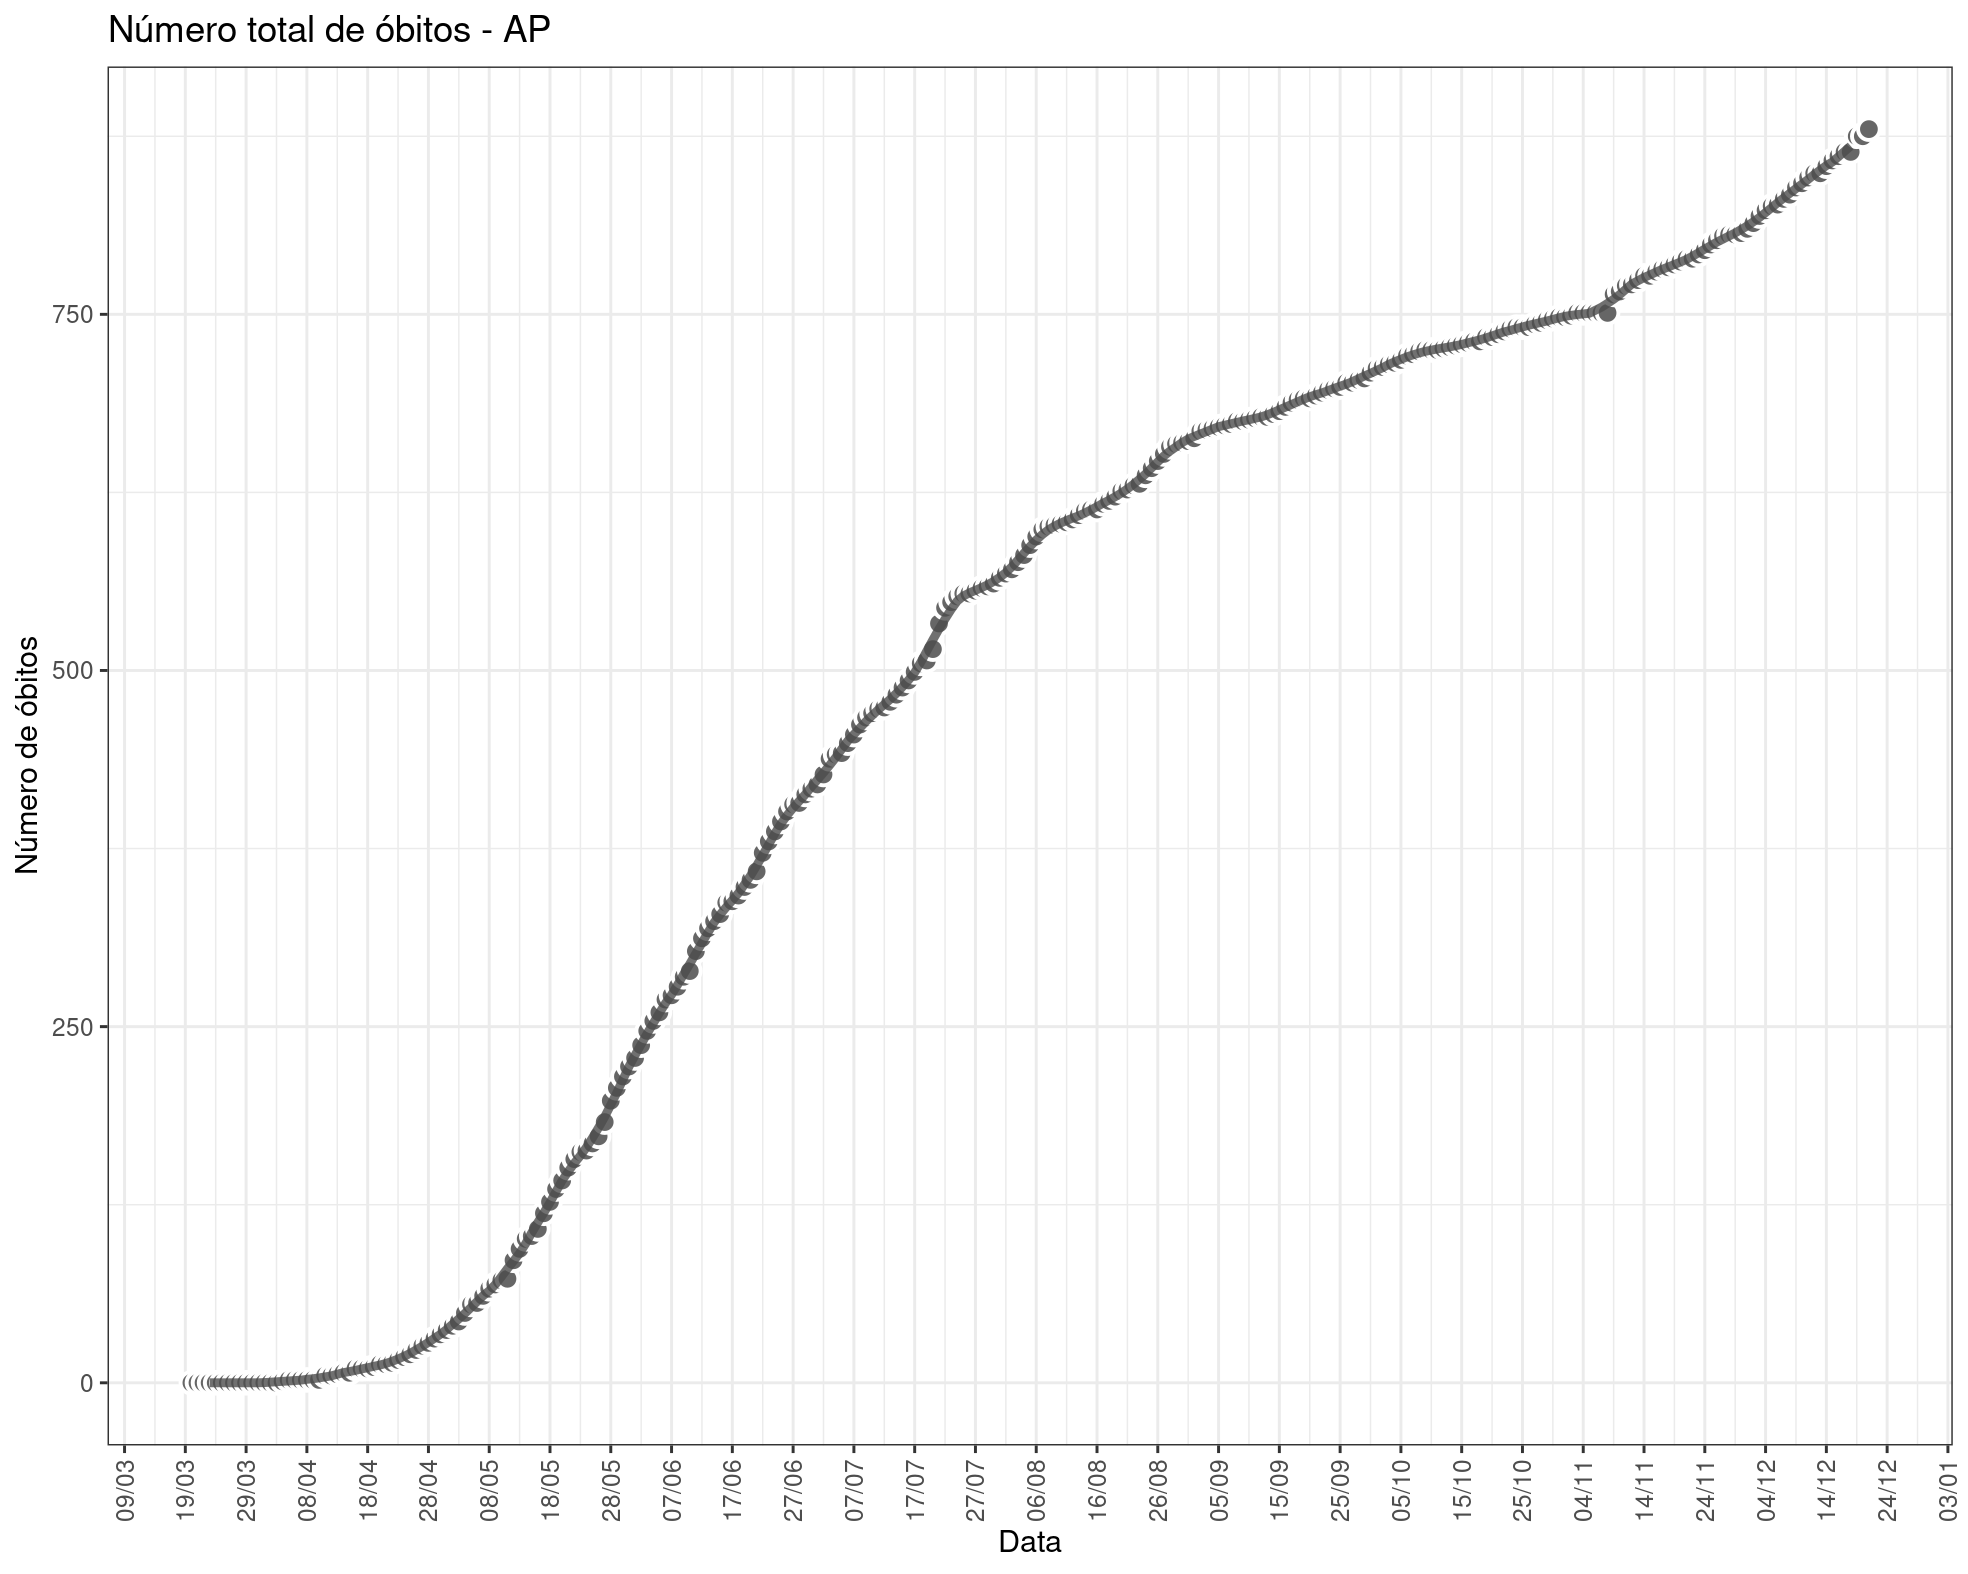 Número total de óbitos - AP
Número de óbitos
750
500
250
0
09/03 19/03 29/03 08/04 18/04 28/04 08/05 18/05 28/05 07/06 17/06 27/06 07/07 17/07 27/07 06/08 16/08 26/08 05/09 15/09 25/09 05/10 15/10 25/10 04/11 14/11 24/11 04/12 14/12 24/12 03/01
Data